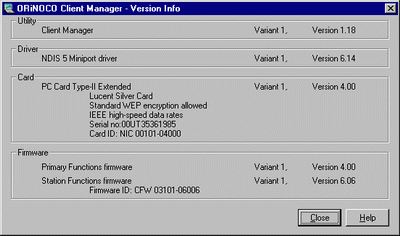 ORiNOCO Client Manager - Version Info
Utility
Client Manager Variant 1, Version 1.18
Driver
NDIS 5 Miniport driver Variant 1, Version 6.14
Card
PC Card Type-II Extended Variant 1, Version 4.00
Lucent Silver Card
Standard WEP encryption allowed
IEEE high-speed data rates
Serial no:00UT35361985
Card ID: NIC 00101-04000
Firmware
Primary Functions firmware Variant 1, Version 4.00
Station Functions firmware Variant 1, Version 6.06
Firmware ID: CFW 03101-06006
Close Help